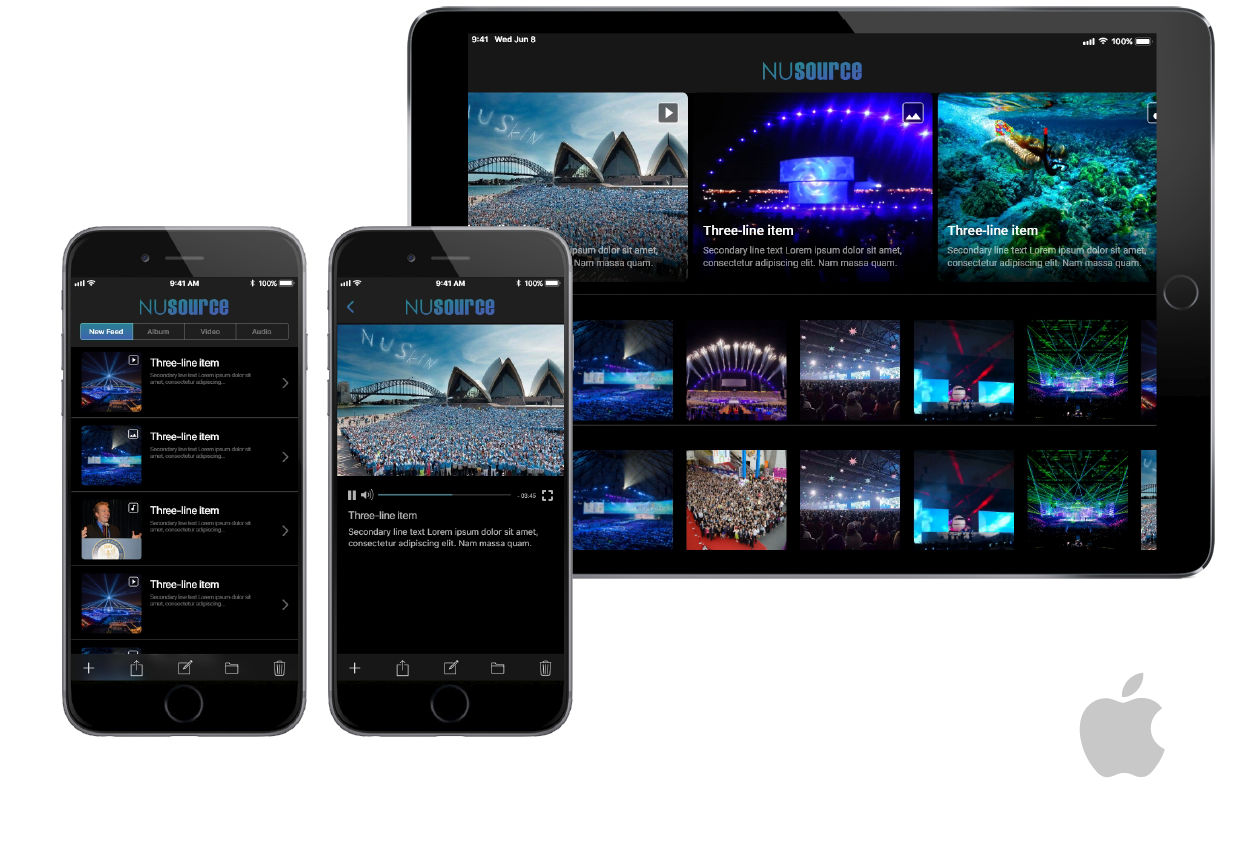 9:41 Wed Jun 8
100%
NUSOURCE
NUSKIN
Three-line item
Three-line item
ipsum dolor sit amet,
Nam massa quam.
Secondary line text Lorem ipsum dolor sit amet,
consectetur adipiscing elit. Nam massa quam.
Secondary line text Lorem ipsum dolor sit amet,
consectetur adipiscing elit. Nam massa quam.
9:41 AM
100%
NUSOURCE
New Feed Album Video Audio
Three-line item
Secondary line text Lorem ipsum dolor sit
amet, consectetur adipiscing...
Three-line item
Secondary line text Lorem ipsum dolor sit
amet, consectetur adipiscing...
Three-line item
Secondary line text Lorem ipsum dolor sit
amet, consectetur adipiscing...
Three-line item
Secondary line text Lorem ipsum dolor sit
amet, consectetur adipiscing...
9:41 AM
100%
NUSOURCE
NUSKIN
- 03:45
Three-line item
Secondary line text Lorem ipsum dolor sit amet,
consectetur adipiscing elit. Nam massa quam.